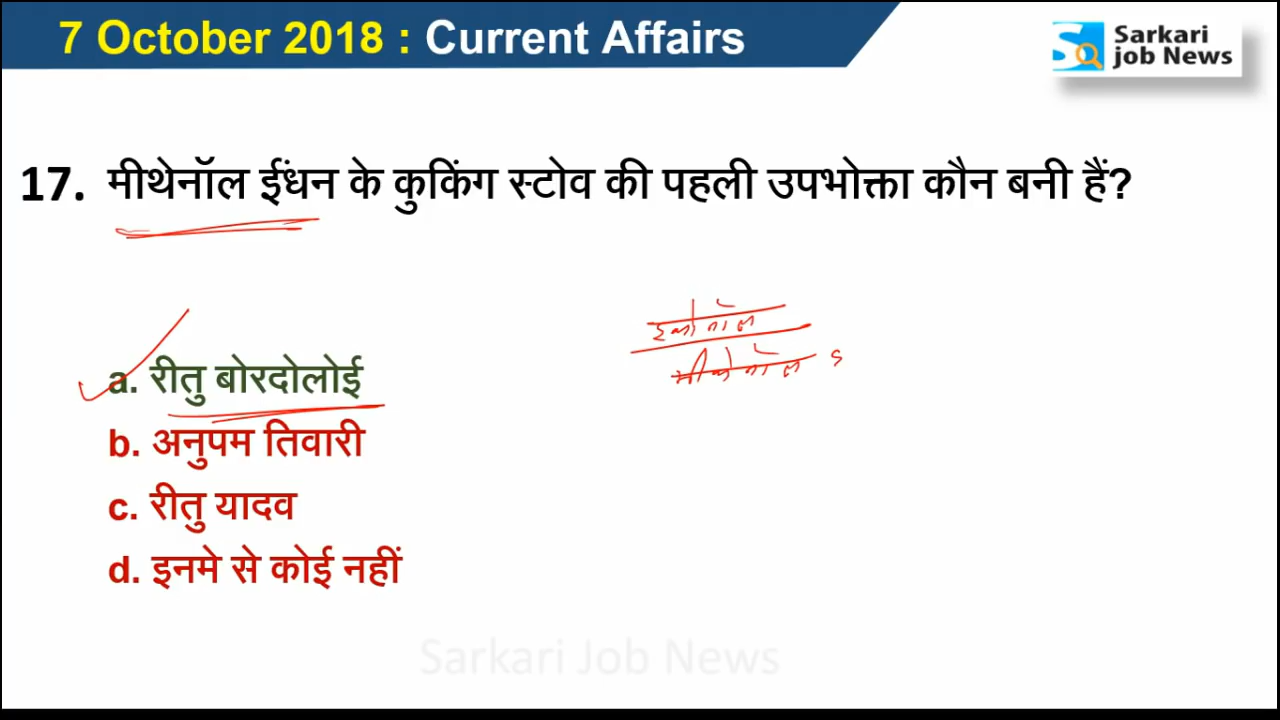 7 October 2018 : Current Affairs
Sarkari
Job News
17. मीथेनॉल ईंधन के कुकिंग स्टोव की पहली उपभोक्ता कौन बनी हैं?
a. रीतु बोरदोलोई
b. अनुपम तिवारी
c. रीतु यादव
d. इनमे से कोई नहीं
Sarkari Job News